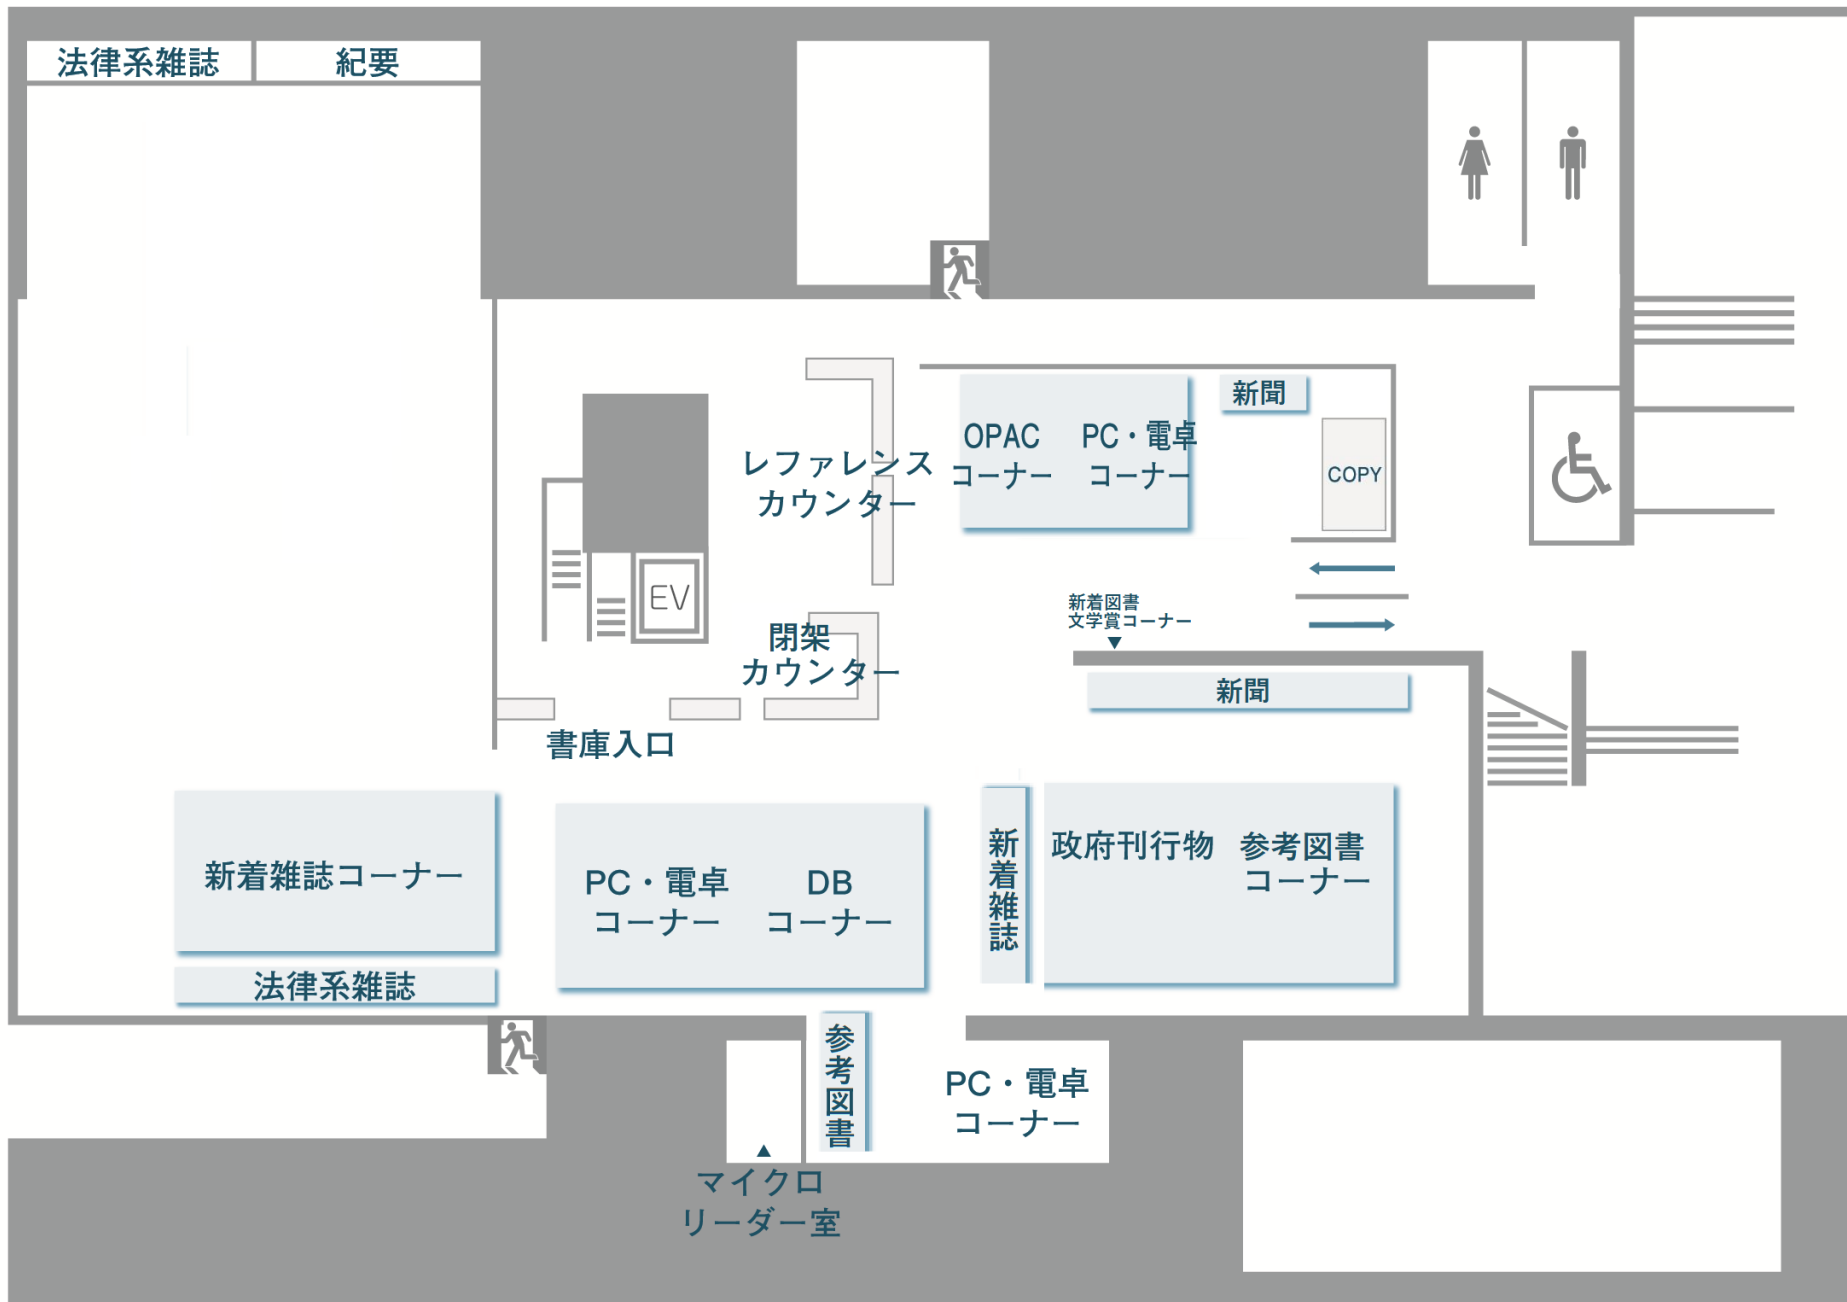 法律系雑誌
紀要
新聞
OPAC
コーナー
PC・電卓
コーナー
COPY
レファレンス
カウンター
EV
新着図書
文学賞コーナー
閉架
カウンター
新聞
書庫入口
新着雑誌コーナー
PC・電卓
コーナー
DB
コーナー
新着雑誌
政府刊行物
参考図書
コーナー
法律系雑誌
参考図書
PC・電卓
コーナー
マイクロ
リーダー室